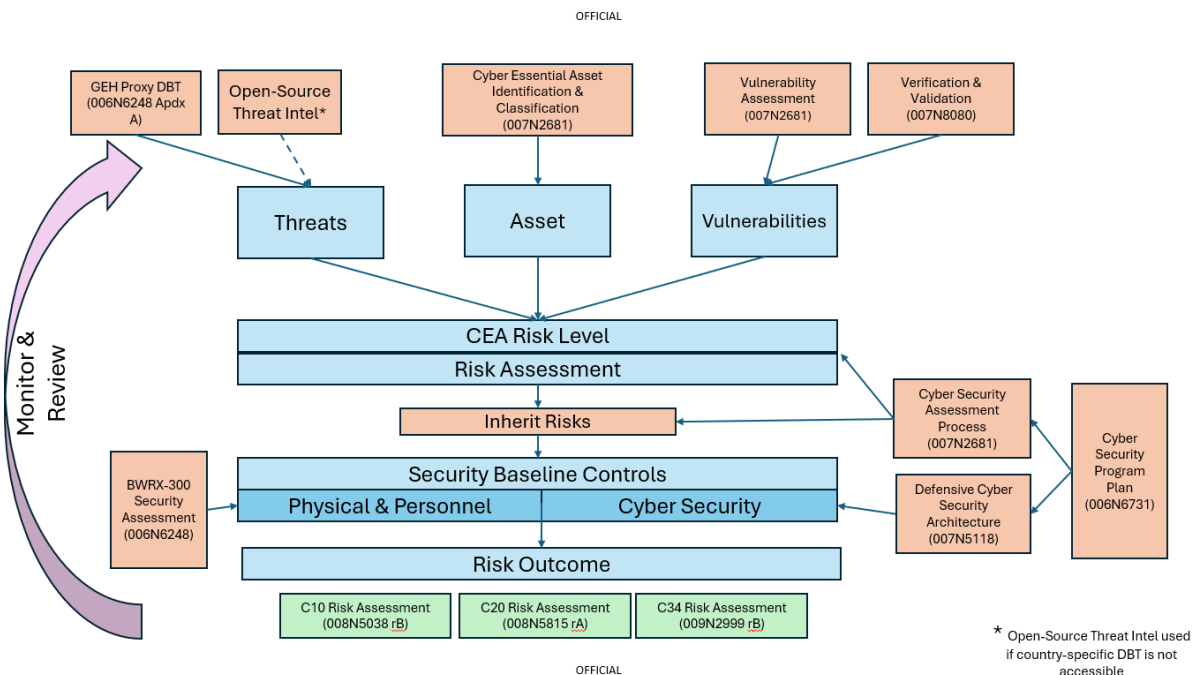 OFFICIAL
GEH Proxy DBT
(006N6248 Apdx
A)
Open-Source
Threat Intel*
Cyber Essential Asset
Identification &
Classification
(007N2681)
Vulnerability
Assessment
(007N2681)
Verification &
Validation
(007N8080)
Threats
Asset
Vulnerabilities
CEA Risk Level
Risk Assessment
Monitor &
Review
Inherit Risks
Cyber Security
Assessment
Process
(007N2681)
Cyber
Security
Program
Plan
(006N6731)
BWRX-300
Security
Assessment
(006N6248)
Security Baseline Controls
Physical & Personnel
Cyber Security
Defensive Cyber
Security
Architecture
(007N5118)
Risk Outcome
C10 Risk Assessment
(008N5038 rB)
C20 Risk Assessment
(008N5815 rA)
C34 Risk Assessment
(009N2999 rB)
* Open-Source Threat Intel used
if country-specific DBT is not
accessible
OFFICIAL